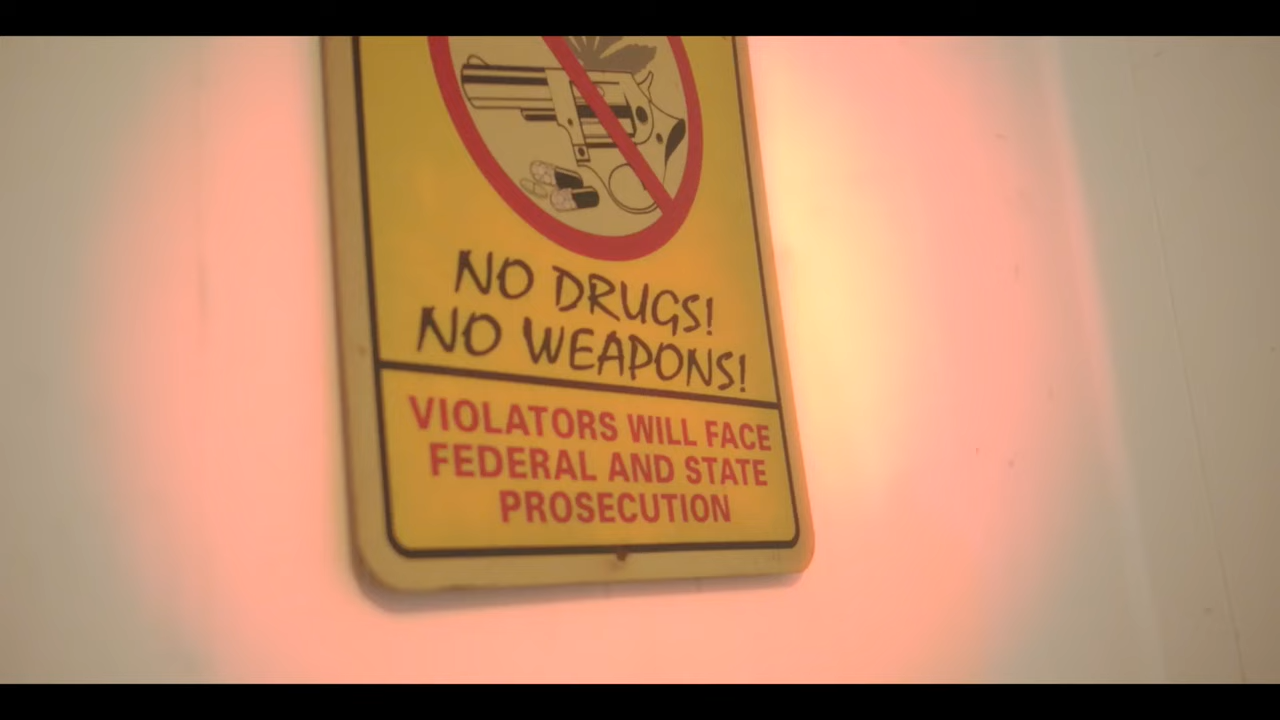 NO DRUGS!
NO WEAPONS!
VIOLATORS WILL FACE
FEDERAL AND STATE
PROSECUTION